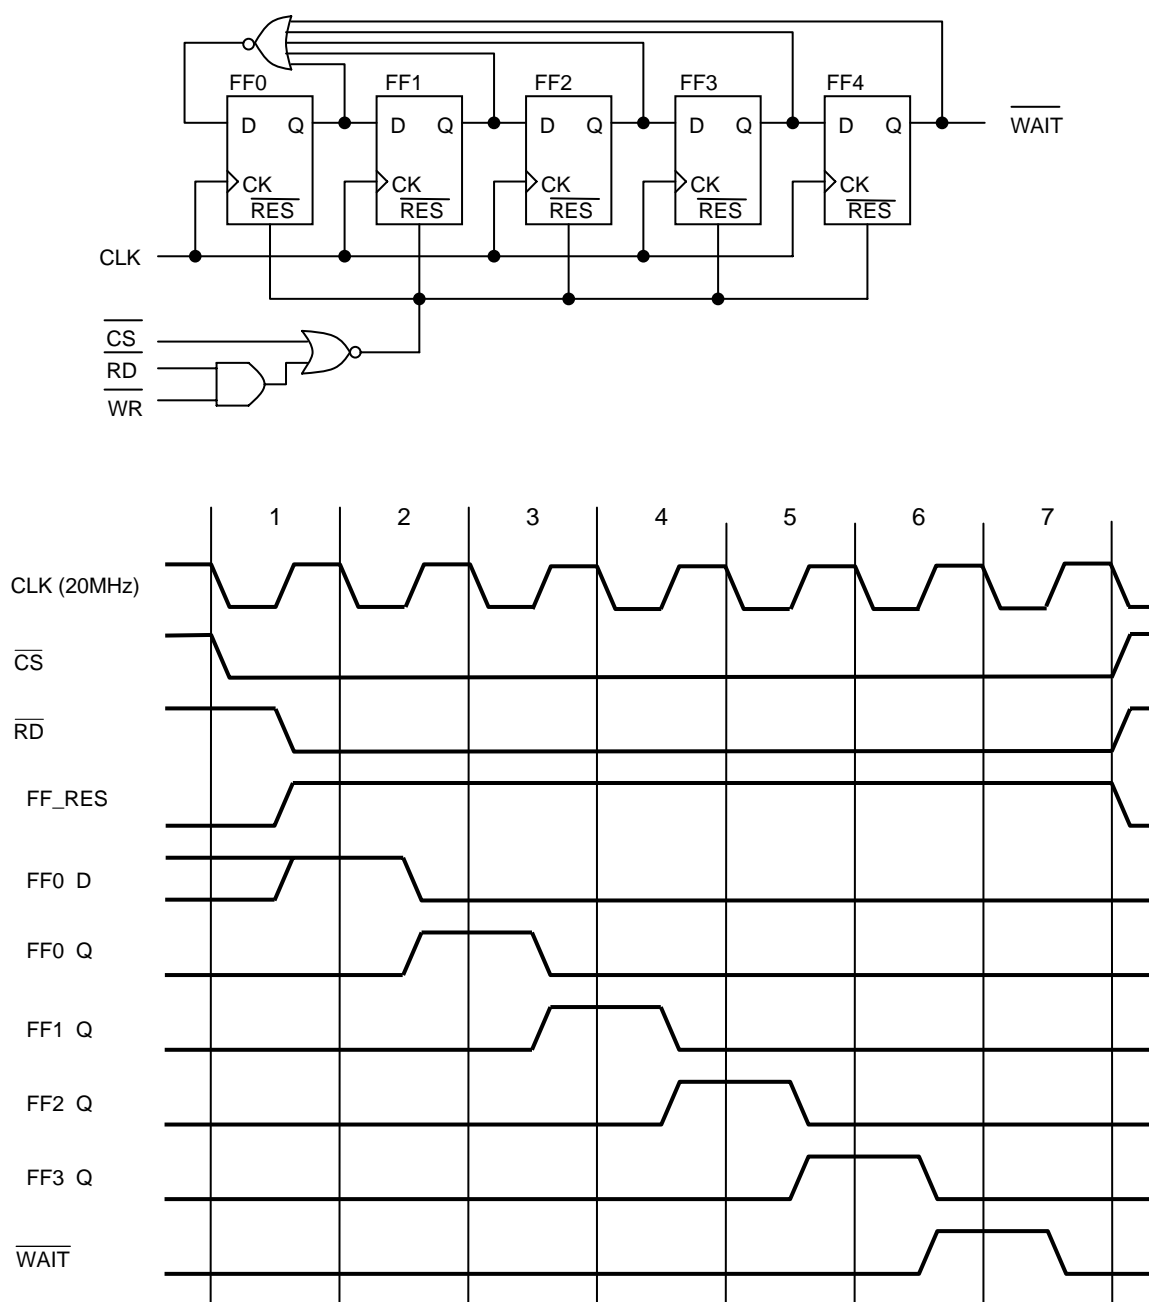 FF0 FF1 FF2 FF3 FF4
D Q D Q D Q D Q D Q WAIT
CK CK CK CK CK
RES RES RES RES RES
CLK
CS
RD
WR
1 2 3 4 5 6 7
CLK (20MHz)
CS
RD
FF_RES
FF0 D
FF0 Q
FF1 Q
FF2 Q
FF3 Q
WAIT